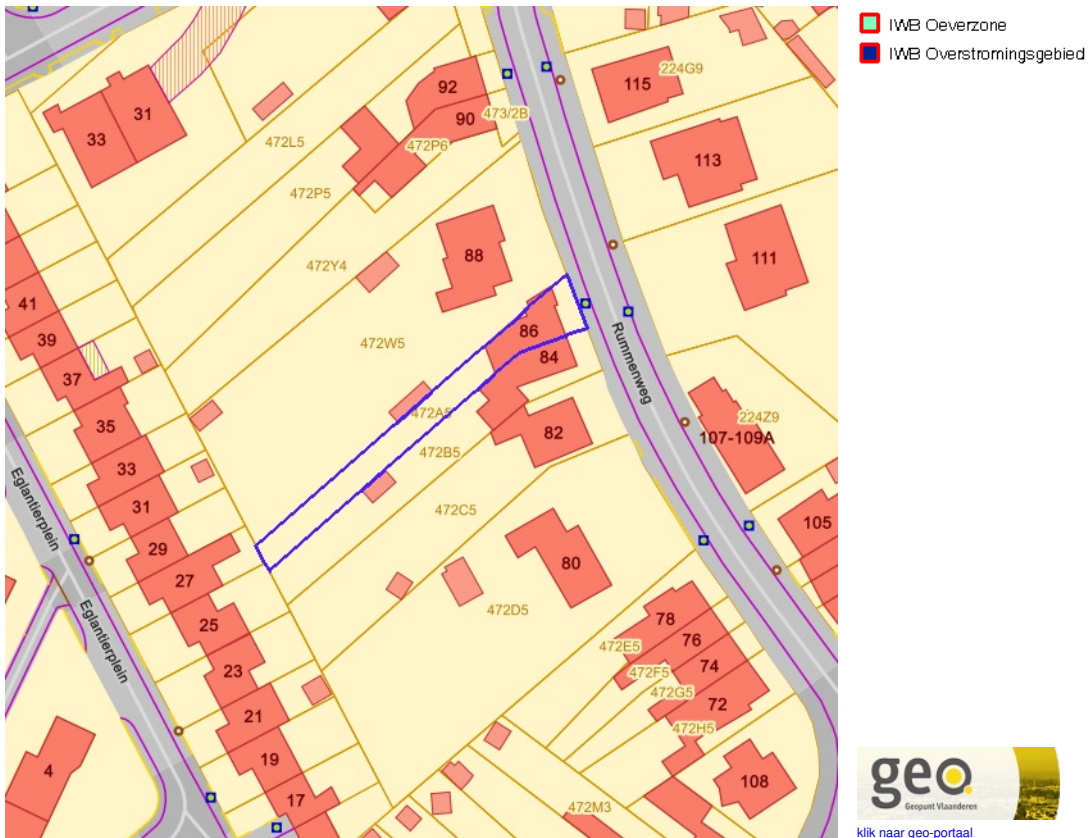 IWB Oeverzone
IWB Overstromingsgebied
92
115
224G9
31
33
90
473/2B
472L5
472P6
113
472P5
88
111
472Y4
41
39
86
Rummenweg
472W5
84
37
472A5
224Z9
35
82
107-109A
472B5
33
Eglantierplein
31
472C5
105
29
80
27
Eglantierplein
472D5
25
78
76
472E5
23
74
472F5
472G5
72
21
472H5
19
4
108
17
472M3
geo
Geopunt Vlaanderen
klik naar geo-portaal